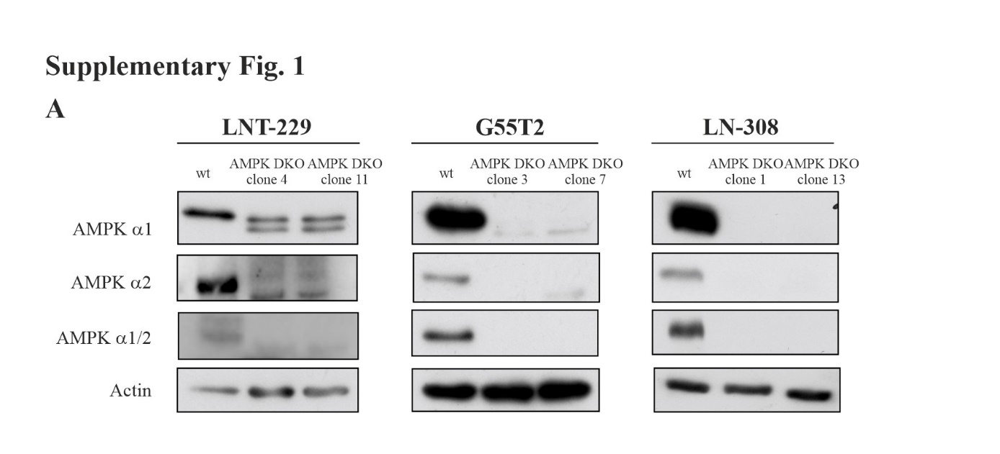 Supplementary Fig. 1
A
LNT-229 G55T2 LN-308
wt AMPK DKO clone 4 AMPK DKO clone 11 wt AMPK DKO clone 3 AMPK DKO clone 7 wt AMPK DKO clone 1 AMPK DKO clone 13
AMPK α1
AMPK α2
AMPK α1/2
Actin